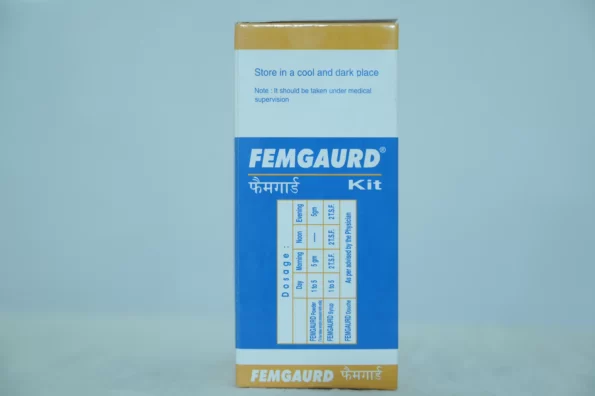 Store in a cool and dark place
Note : It should be taken under medical
supervision
FEMGAURD®
फैमगार्ड Kit
Dosage :
Day Morning Noon Evening
FEMGAURD Powder 1 to 5 5 gm — 5gm
FEMGAURD Syrup 1 to 5 2 T.S.F. 2 T.S.F. 2 T.S.F.
FEMGAURD Douche As per advised by the Physician
FEMGAURD फैमगार्ड